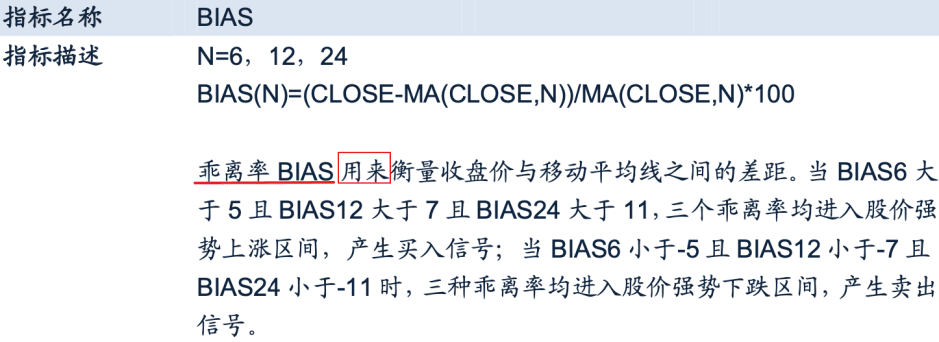 指标名称 BIAS
指标描述 N=6，12，24
BIAS(N)=(CLOSE-MA(CLOSE,N))/MA(CLOSE,N)*100
乖离率 BIAS 用来衡量收盘价与移动平均线之间的差距。当 BIAS6 大
于 5 且 BIAS12 大于 7 且 BIAS24 大于 11，三个乖离率均进入股价强
势上涨区间，产生买入信号；当 BIAS6 小于-5 且 BIAS12 小于-7 且
BIAS24 小于-11 时，三种乖离率均进入股价强势下跌区间，产生卖出
信号。